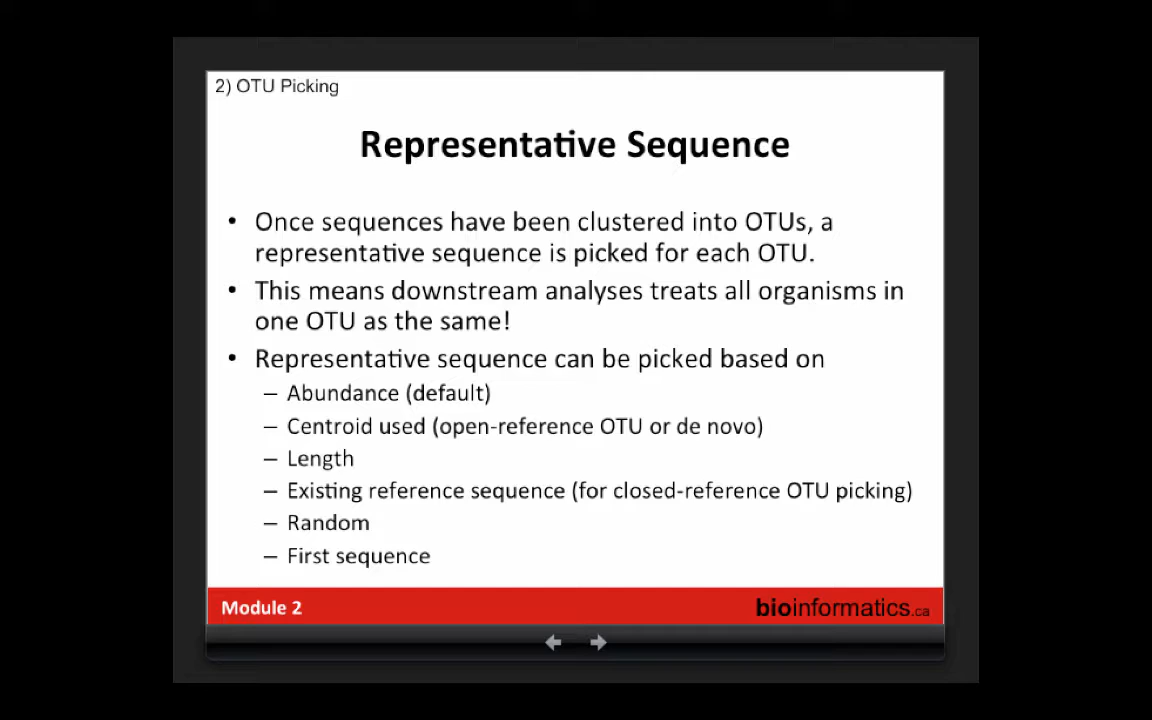 2) OTU Picking
Representative Sequence
• Once sequences have been clustered into OTUs, a
representative sequence is picked for each OTU.
• This means downstream analyses treats all organisms in
one OTU as the same!
• Representative sequence can be picked based on
– Abundance (default)
– Centroid used (open-reference OTU or de novo)
– Length
– Existing reference sequence (for closed-reference OTU picking)
– Random
– First sequence
Module 2
bioinformatics.ca